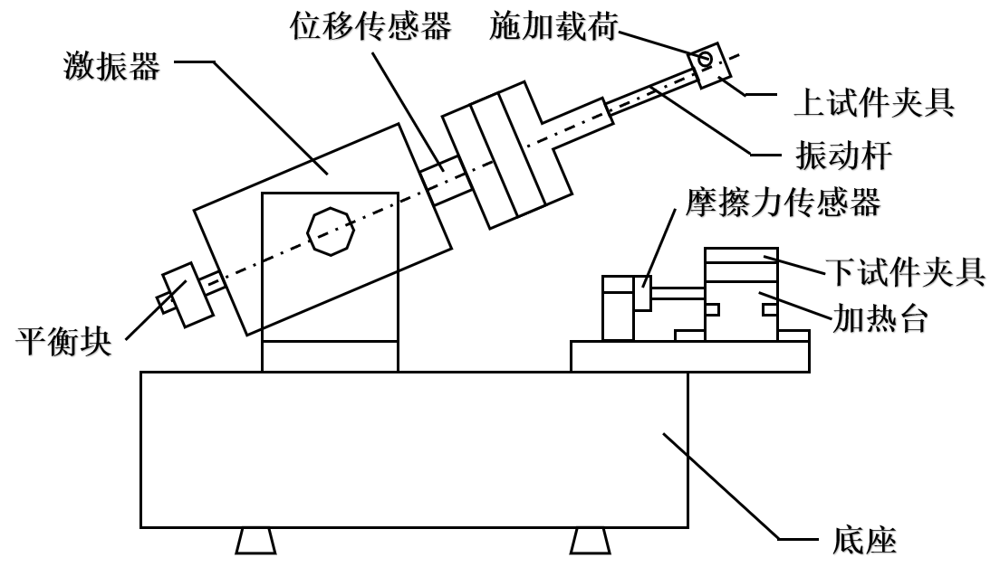 位移传感器
施加载荷
激振器
上试件夹具
振动杆
摩擦力传感器
下试件夹具
加热台
平衡块
底座